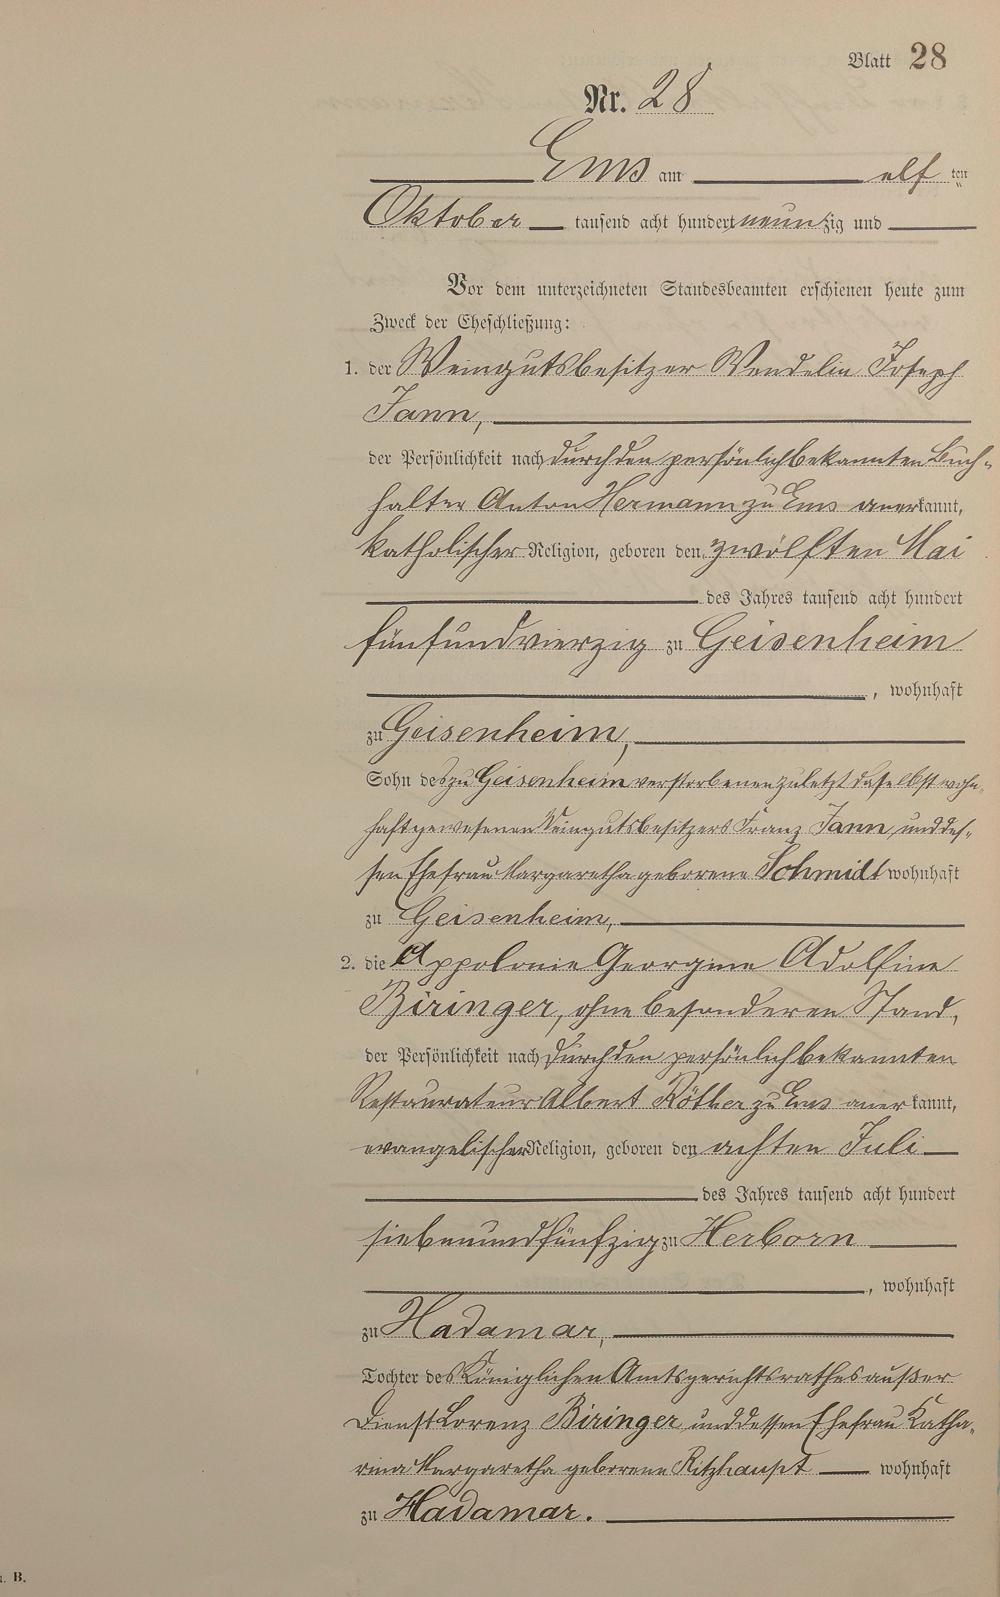 Blatt 28
Nr. 28
Ems am elf ten
Oktober tausend acht hundert neunzig und
Vor dem unterzeichneten Standesbeamten erschienen heute zum
Zweck der Eheschließung:
1. der Weingutsbesitzer Wendelin Joseph
Jann,
der Persönlichkeit nach durch den persönlich bekannten Buch-
halter Anton Hermann zu Ems anerkannt,
katholischer Religion, geboren den zwölften Mai
des Jahres tausend acht hundert
fünfundvierzig zu Geisenheim
, wohnhaft
zu Geisenheim,
Sohn des zu Geisenheim verstorbenen zuletzt daselbst wohn-
haft gewesenen Weingutsbesitzers Franz Jann, und des-
sen Ehefrau Margaretha geborene Schmidt wohnhaft
zu Geisenheim,
2. die Appolonie Georgine Adolfine
Biringer, ohne besonderen Stand,
der Persönlichkeit nach durch den persönlich bekannten
Restaurateur Albert Röther zu Ems anerkannt,
evangelischer Religion, geboren den achten Juli
des Jahres tausend acht hundert
siebenundfünfzig zu Herborn
, wohnhaft
zu Hadamar,
Tochter des Königlichen Amtsgerichtsrathes außer
Dienst Lorenz Biringer und dessen Ehefrau Katha-
rina Margaretha geborene Ritzhaupt wohnhaft
zu Hadamar.
B.